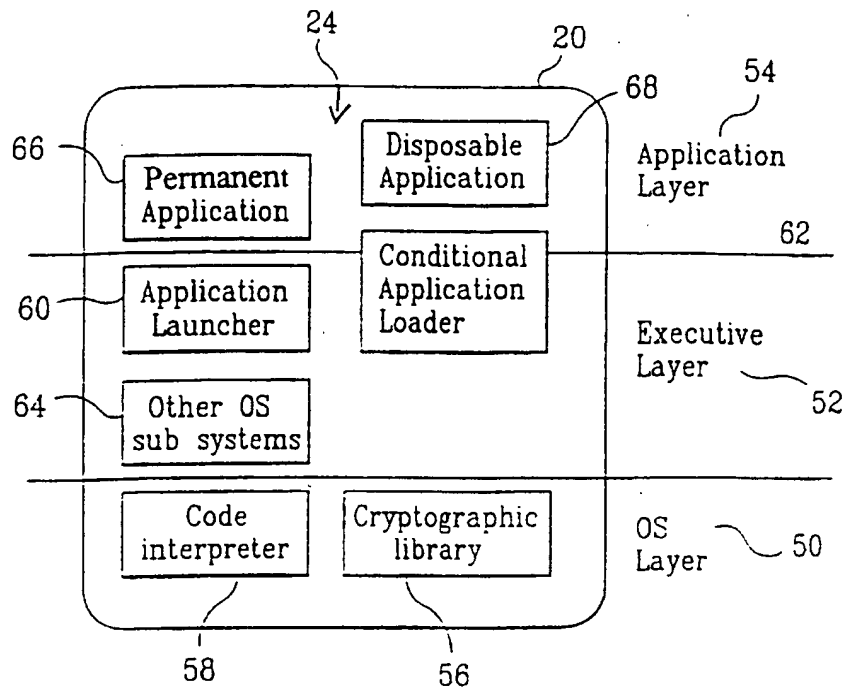 24
20
68
54
66
Permanent
Application
Disposable
Application
Application
Layer
62
60
Application
Launcher
Conditional
Application
Loader
Executive
Layer
52
64
Other OS
sub systems
Code
interpreter
Cryptographic
library
OS
Layer
50
58
56